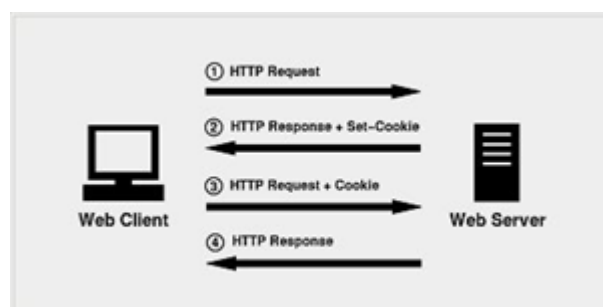 ① HTTP Request
② HTTP Response + Set-Cookie
③ HTTP Request + Cookie
Web Client
Web Server
④ HTTP Response